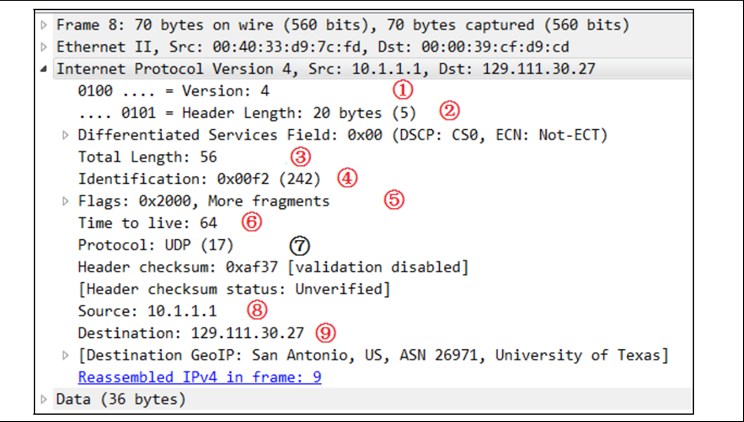 Frame 8: 70 bytes on wire (560 bits), 70 bytes captured (560 bits)
Ethernet II, Src: 00:40:33:d9:7c:fd, Dst: 00:00:39:cf:d9:cd
Internet Protocol Version 4, Src: 10.1.1.1, Dst: 129.111.30.27
0100 .... = Version: 4 ①
.... 0101 = Header Length: 20 bytes (5) ②
Differentiated Services Field: 0x00 (DSCP: CS0, ECN: Not-ECT)
Total Length: 56 ③
Identification: 0x00f2 (242) ④
Flags: 0x2000, More fragments ⑤
Time to live: 64 ⑥
Protocol: UDP (17) ⑦
Header checksum: 0xaf37 [validation disabled]
[Header checksum status: Unverified]
Source: 10.1.1.1 ⑧
Destination: 129.111.30.27 ⑨
[Destination GeoIP: San Antonio, US, ASN 26971, University of Texas]
Reassembled IPv4 in frame: 9
Data (36 bytes)